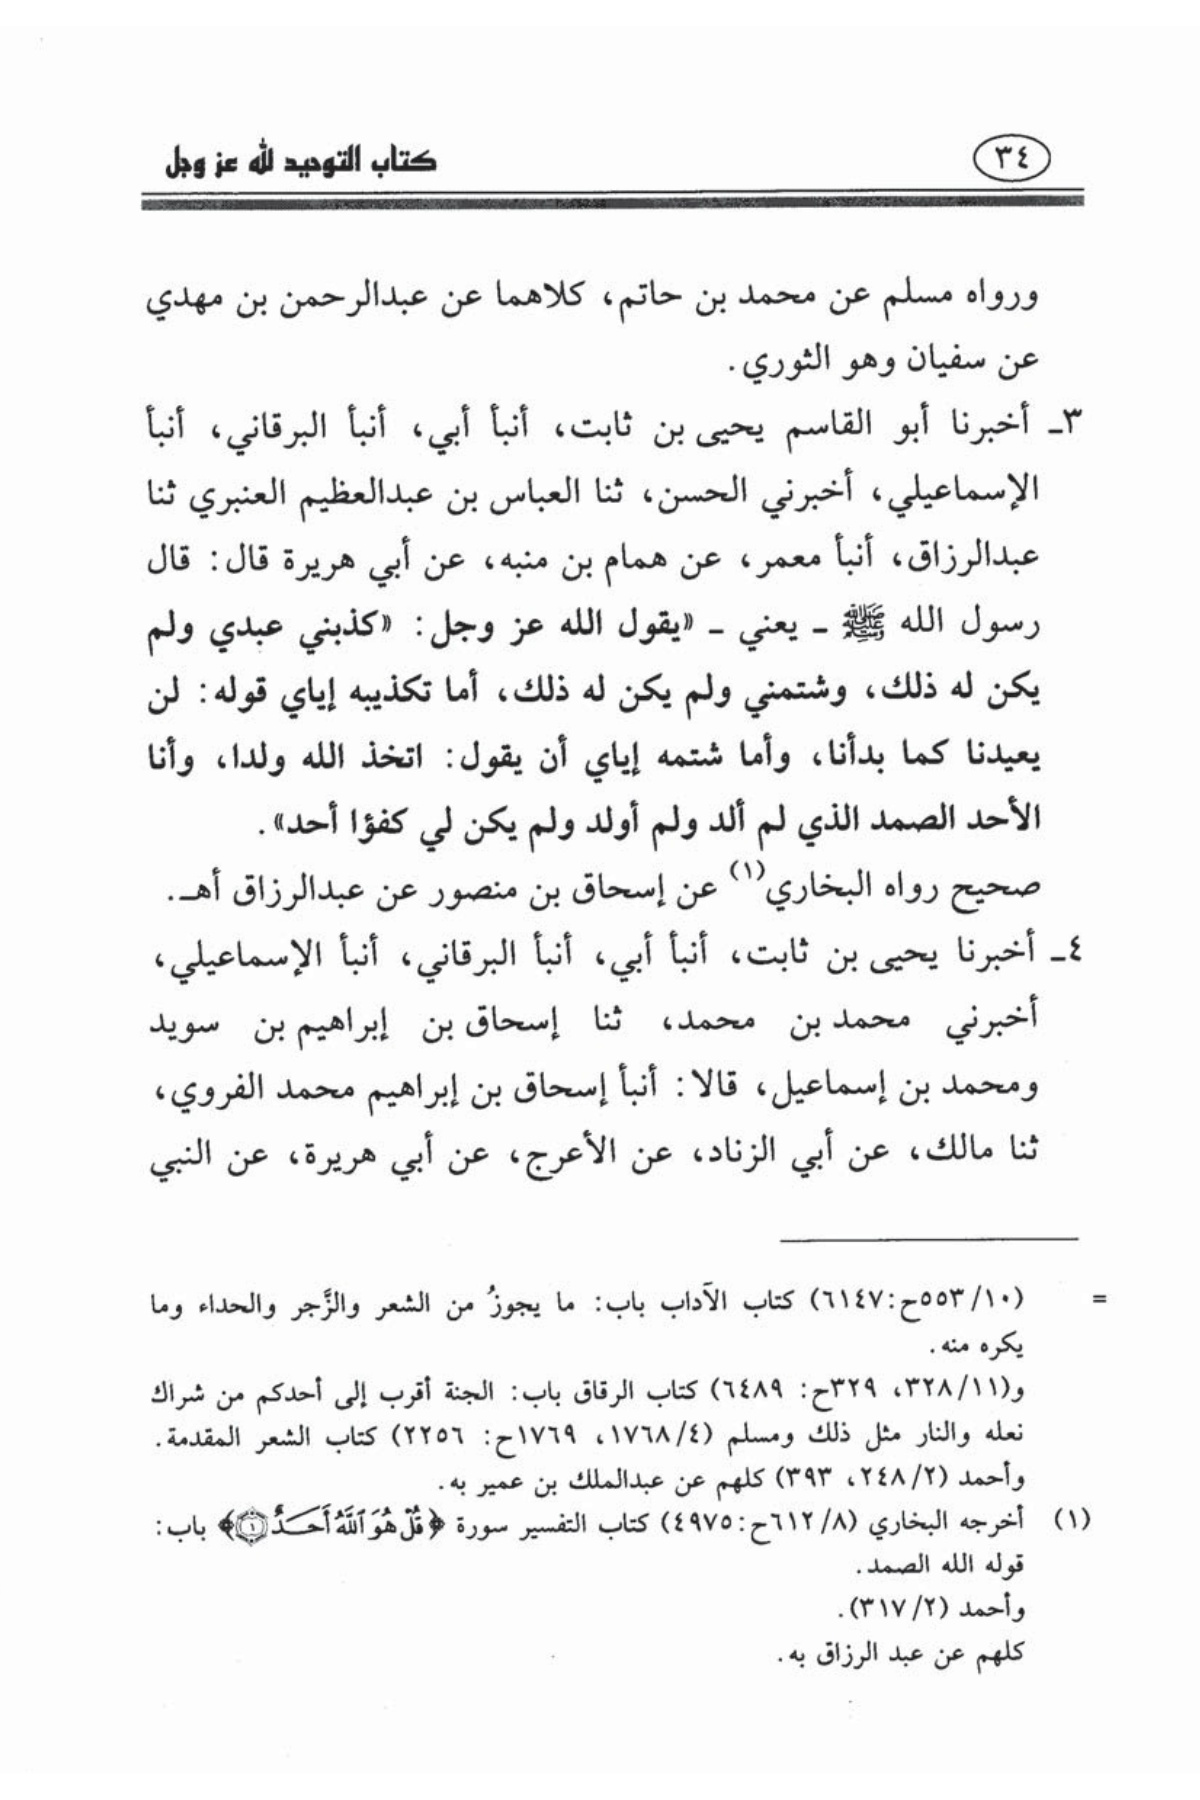 ٣٤
كتاب التوحيد لله عز وجل
ورواه مسلم عن محمد بن حاتم، كلاهما عن عبدالرحمن بن مهدي
عن سفيان وهو الثوري.
٣ـ أخبرنا أبو القاسم يحيى بن ثابت، أنبأ أبي، أنبأ البرقاني، أنبأ
الإسماعيلي، أخبرني الحسن، ثنا العباس بن عبدالعظيم العنبري ثنا
عبدالرزاق، أنبأ معمر، عن همام بن منبه، عن أبي هريرة قال: قال
رسول الله ﷺ ـ يعني ـ «يقول الله عز وجل: «كذبني عبدي ولم
يكن له ذلك، وشتمني ولم يكن له ذلك، أما تكذيبه إياي قوله: لن
يعيدنا كما بدأنا، وأما شتمه إياي أن يقول: اتخذ الله ولدا، وأنا
الأحد الصمد الذي لم ألد ولم أولد ولم يكن لي كفؤا أحد».
صحيح رواه البخاري(١) عن إسحاق بن منصور عن عبدالرزاق أهـ.
٤ـ أخبرنا يحيى بن ثابت، أنبأ أبي، أنبأ البرقاني، أنبأ الإسماعيلي،
أخبرني محمد بن محمد، ثنا إسحاق بن إبراهيم بن سويد
ومحمد بن إسماعيل، قالا: أنبأ إسحاق بن إبراهيم محمد الفروي،
ثنا مالك، عن أبي الزناد، عن الأعرج، عن أبي هريرة، عن النبي
= (١٠/ ٥٥٣ح:٦١٤٧) كتاب الآداب باب: ما يجوزُ من الشعر والزَّجر والحداء وما
يكره منه.
و(١١/ ٣٢٨، ٣٢٩ح: ٦٤٨٩) كتاب الرقاق باب: الجنة أقرب إلى أحدكم من شراك
نعله والنار مثل ذلك ومسلم (٤/ ١٧٦٨، ١٧٦٩ح: ٢٢٥٦) كتاب الشعر المقدمة.
وأحمد (٢/ ٢٤٨، ٣٩٣) كلهم عن عبدالملك بن عمير به.
(١) أخرجه البخاري (٨/ ٦١٢ح:٤٩٧٥) كتاب التفسير سورة ﴿قُلْ هُوَ ٱللَّهُ أَحَدٌ ١﴾ باب:
قوله الله الصمد.
وأحمد (٢/ ٣١٧).
كلهم عن عبد الرزاق به.